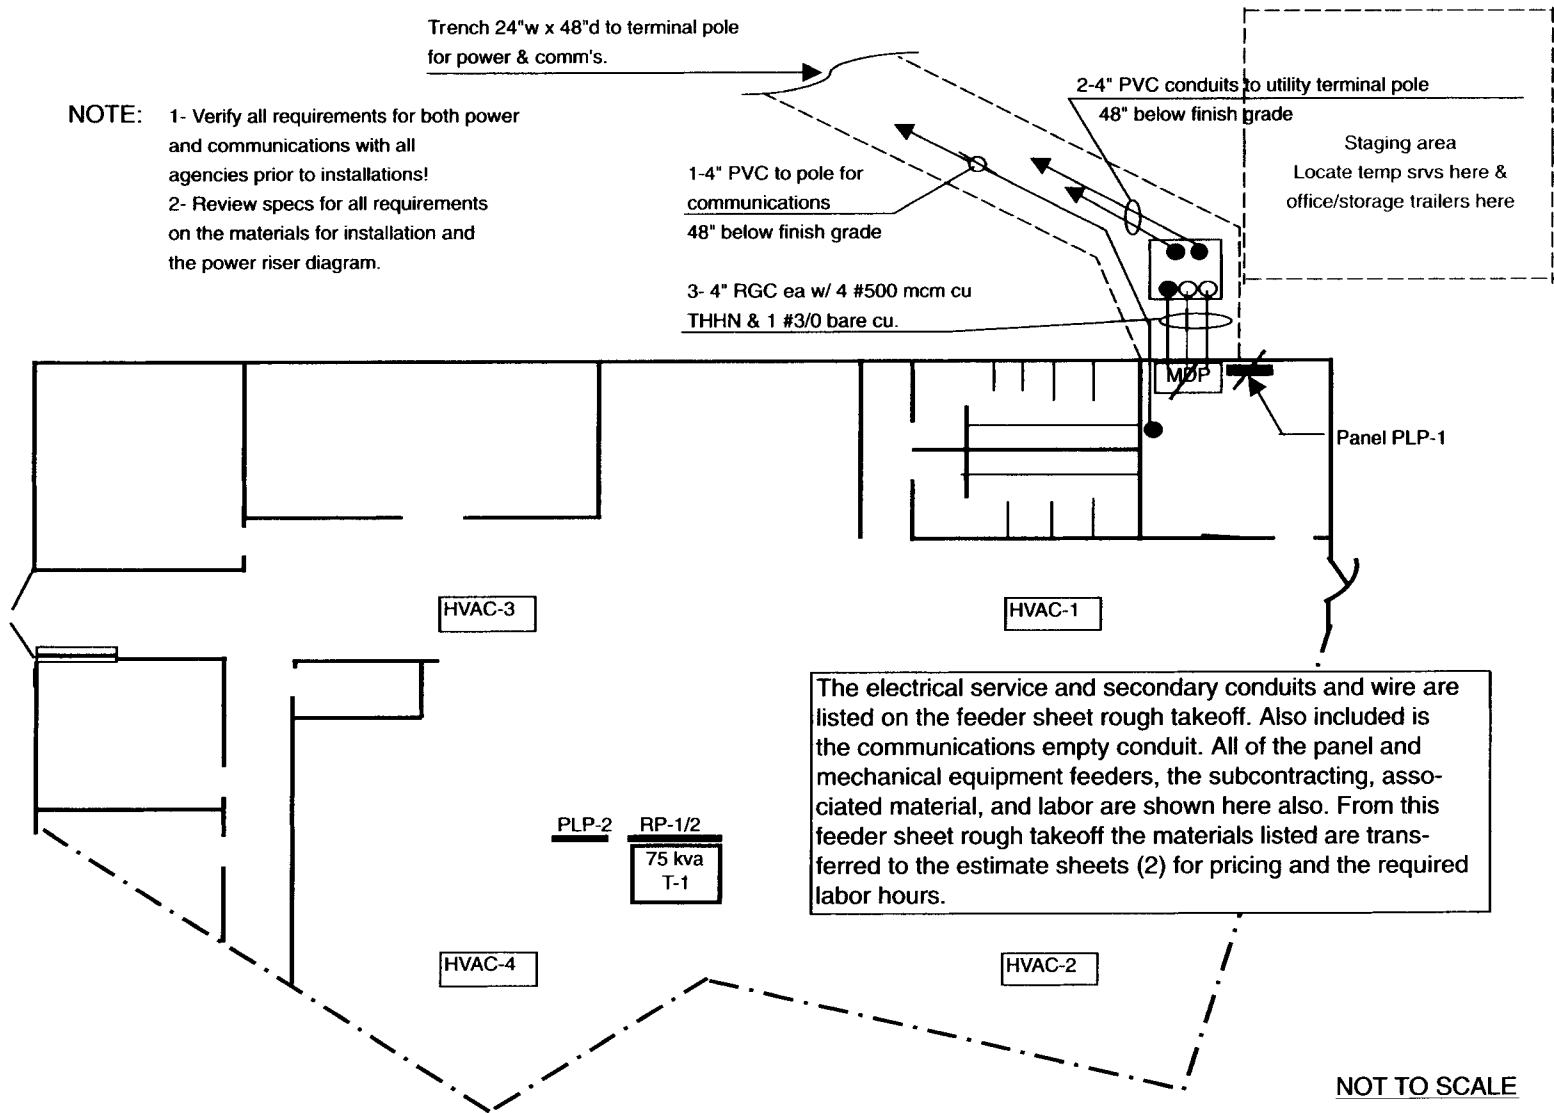 Trench 24"w x 48"d to terminal pole
for power & comm's.
NOTE:
1- Verify all requirements for both power
and communications with all
agencies prior to installations!
2- Review specs for all requirements
on the materials for installation and
the power riser diagram.
2-4" PVC conduits to utility terminal pole
48" below finish grade
Staging area
Locate temp srvs here &
office/storage trailers here
1-4" PVC to pole for
communications
48" below finish grade
3- 4" RGC ea w/ 4 #500 mcm cu
THHN & 1 #3/0 bare cu.
MDP
Panel PLP-1
HVAC-3
HVAC-1
The electrical service and secondary conduits and wire are
listed on the feeder sheet rough takeoff. Also included is
the communications empty conduit. All of the panel and
mechanical equipment feeders, the subcontracting, asso-
ciated material, and labor are shown here also. From this
feeder sheet rough takeoff the materials listed are trans-
ferred to the estimate sheets (2) for pricing and the required
labor hours.
PLP-2
RP-1/2
75 kva
T-1
HVAC-4
HVAC-2
NOT TO SCALE